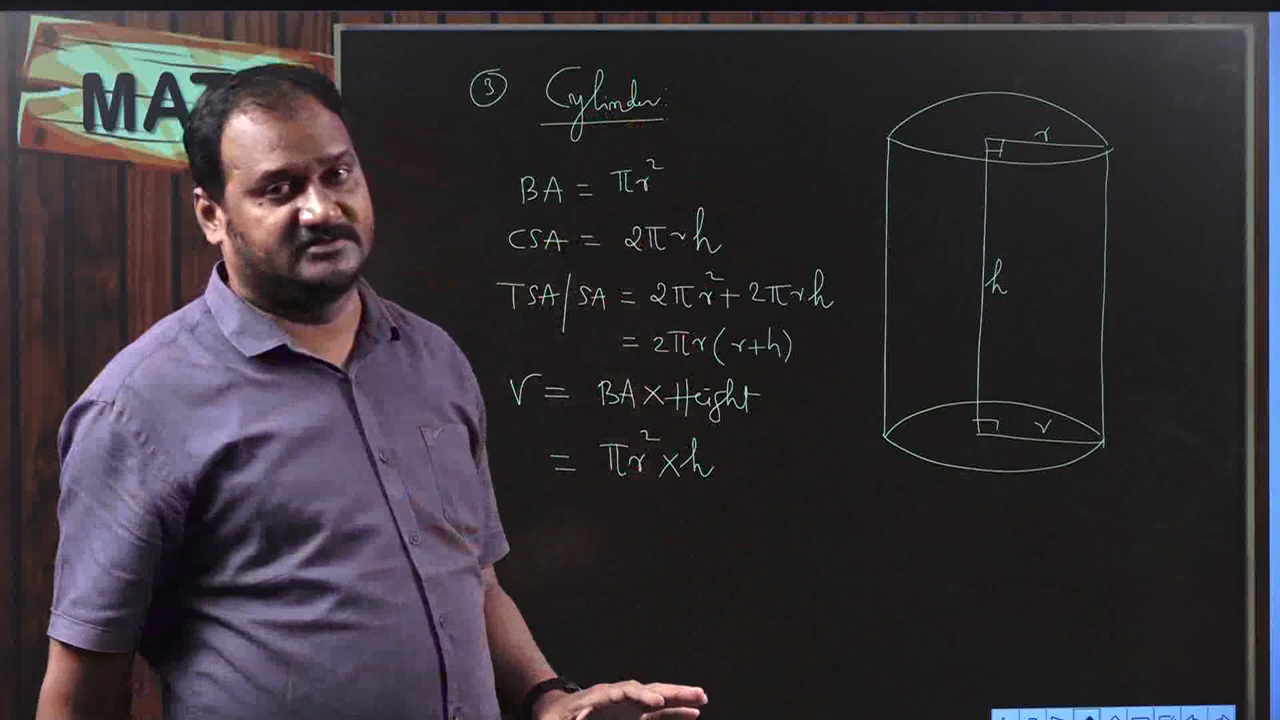 MAT
③ Cylinder:
BA = πr²
CSA = 2πrh
TSA/SA = 2πr² + 2πrh
= 2πr(r+h)
V = BA × Height
= πr² × h
r
h
r